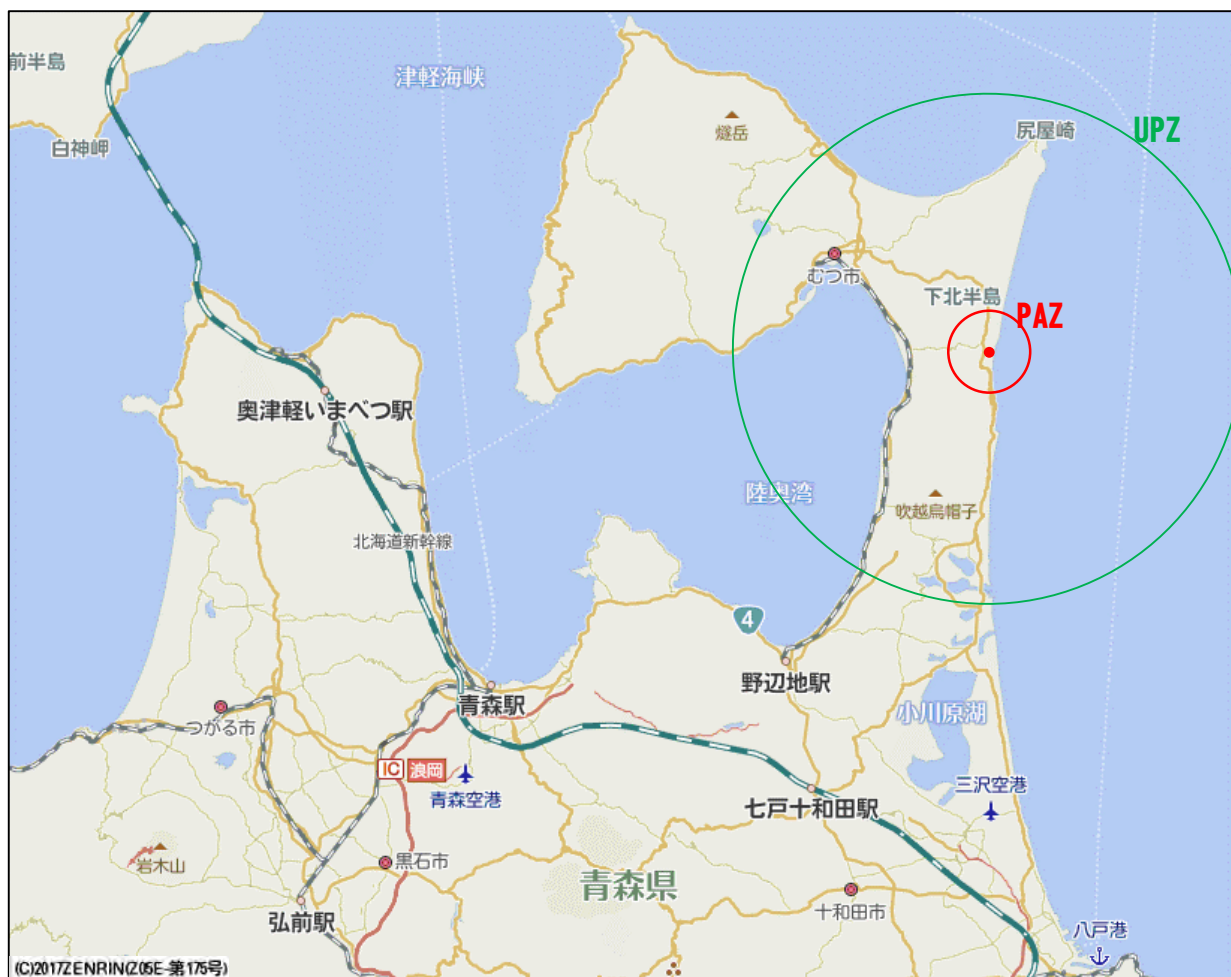 前半島
津軽海峡
燧岳
尻屋崎
UPZ
白神岬
むつ市
下北半島
PAZ
奥津軽いまべつ駅
陸奥湾
吹越烏帽子
北海道新幹線
4
野辺地駅
青森駅
つがる市
小川原湖
IC 浪岡
青森空港
三沢空港
七戸十和田駅
岩木山
黒石市
青森県
十和田市
弘前駅
八戸港
(C)2017ZENRIN(Z05E-第175号)